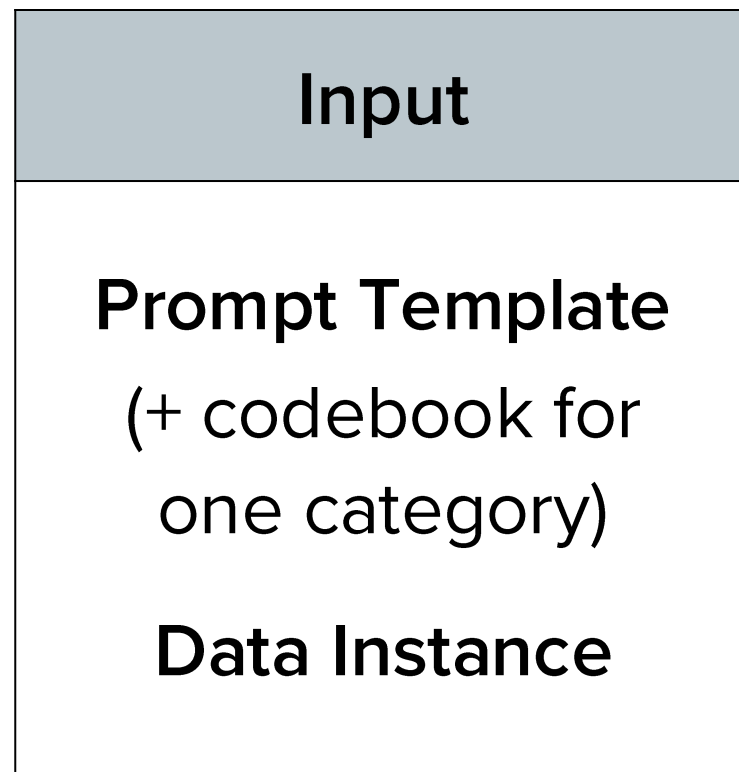 Input
Prompt Template
(+ codebook for
one category)
Data Instance